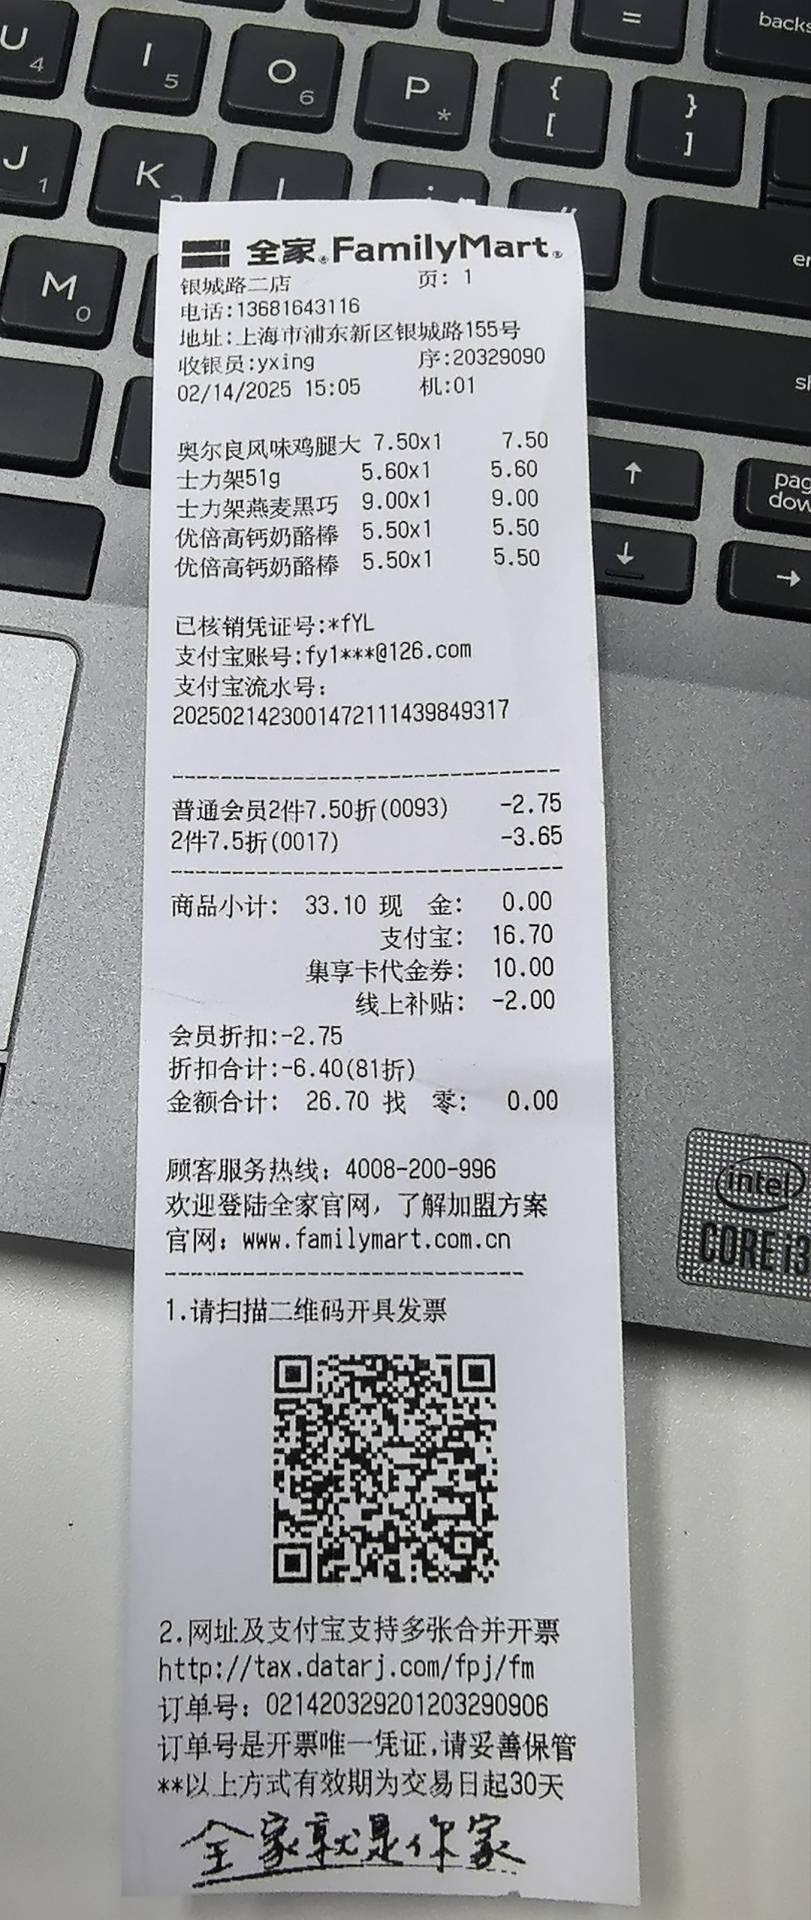 backs
U
4
I
5
O
6
P
*
{
[
}
]
=
J
1
K
M
0
en
sh
↑
↓
→
pag
dow
全家®FamilyMart®
银城路二店 页: 1
电话:13681643116
地址:上海市浦东新区银城路155号
收银员:yxing 序:20329090
02/14/2025 15:05 机:01
奥尔良风味鸡腿大 7.50x1 7.50
士力架51g 5.60x1 5.60
士力架燕麦黑巧 9.00x1 9.00
优倍高钙奶酪棒 5.50x1 5.50
优倍高钙奶酪棒 5.50x1 5.50
已核销凭证号:*fYL
支付宝账号:fy1***@126.com
支付宝流水号:
2025021423001472111439849317
------------------------------
普通会员2件7.50折(0093) -2.75
2件7.5折(0017) -3.65
------------------------------
商品小计: 33.10 现 金: 0.00
支付宝: 16.70
集享卡代金券: 10.00
线上补贴: -2.00
会员折扣:-2.75
折扣合计:-6.40(81折)
金额合计: 26.70 找 零: 0.00
顾客服务热线: 4008-200-996
欢迎登陆全家官网，了解加盟方案
官网: www.familymart.com.cn
----------------------------
1.请扫描二维码开具发票
2.网址及支付宝支持多张合并开票
http://tax.datarj.com/fpj/fm
订单号: 021420329201203290906
订单号是开票唯一凭证,请妥善保管
**以上方式有效期为交易日起30天
全家就是你家
intel
CORE i3